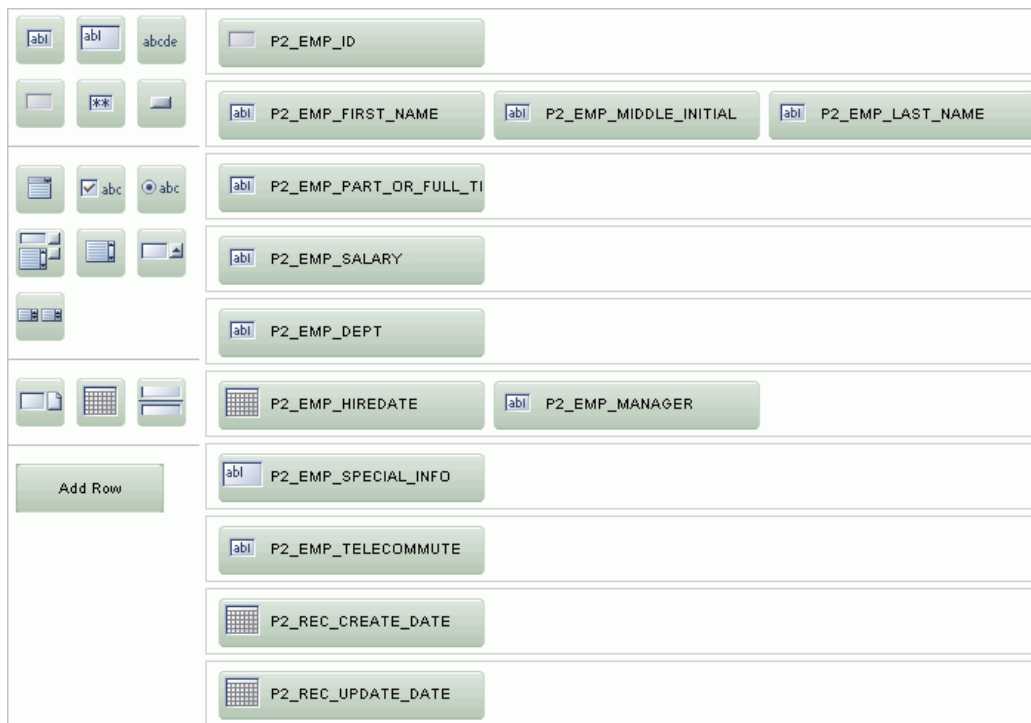 abl abl abcde P2_EMP_ID
** abl P2_EMP_FIRST_NAME abl P2_EMP_MIDDLE_INITIAL abl P2_EMP_LAST_NAME
abc abc abl P2_EMP_PART_OR_FULL_TI
abl P2_EMP_SALARY
abl P2_EMP_DEPT
P2_EMP_HIREDATE abl P2_EMP_MANAGER
Add Row abl P2_EMP_SPECIAL_INFO
abl P2_EMP_TELECOMMUTE
P2_REC_CREATE_DATE
P2_REC_UPDATE_DATE